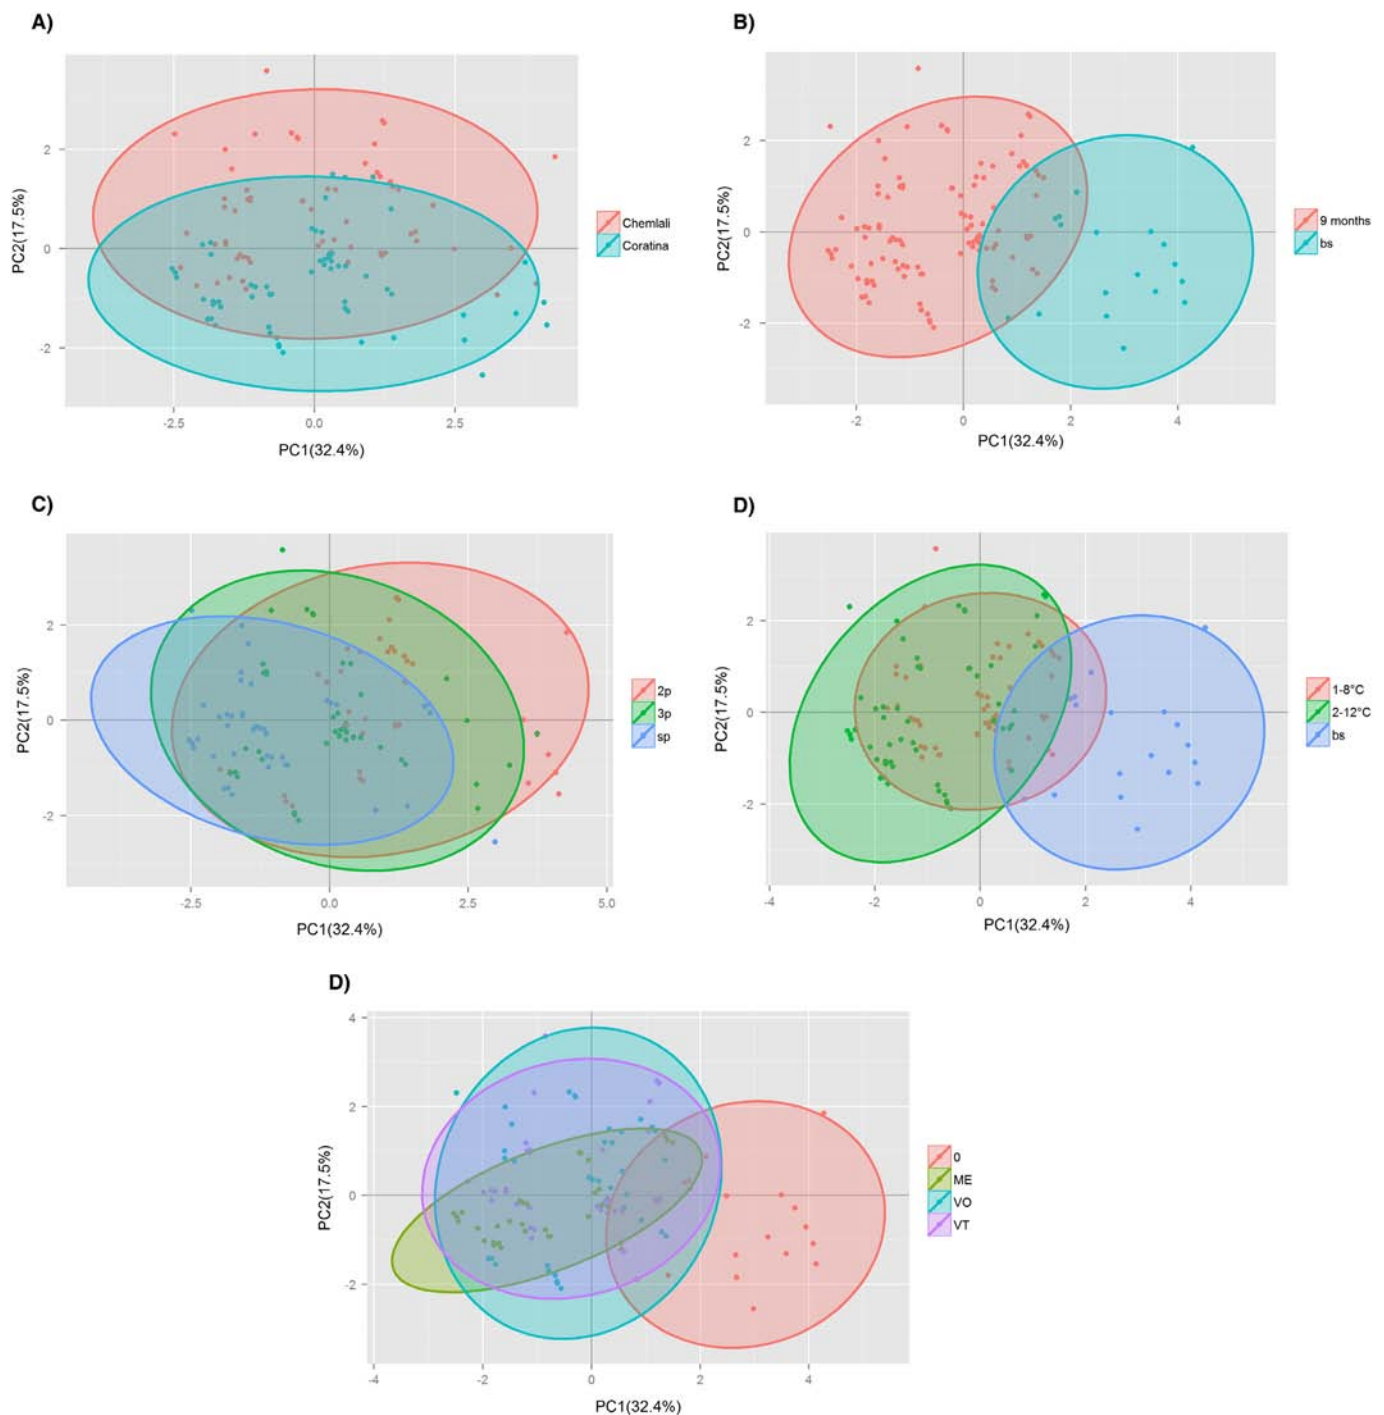 A)
PC2(17.5%)
2
0
-2
-2.5
0.0
2.5
PC1(32.4%)
Chemlali
Coratina
B)
PC2(17.5%)
2
0
-2
-2
0
2
4
PC1(32.4%)
9 months
bs
C)
PC2(17.5%)
2
0
-2
-2.5
0.0
2.5
5.0
PC1(32.4%)
2p
3p
sp
D)
PC2(17.5%)
2
0
-2
-4
-2
0
2
4
PC1(32.4%)
1-8°C
2-12°C
bs
D)
PC2(17.5%)
4
2
0
-2
-4
-2
0
2
4
PC1(32.4%)
0
ME
VO
VT